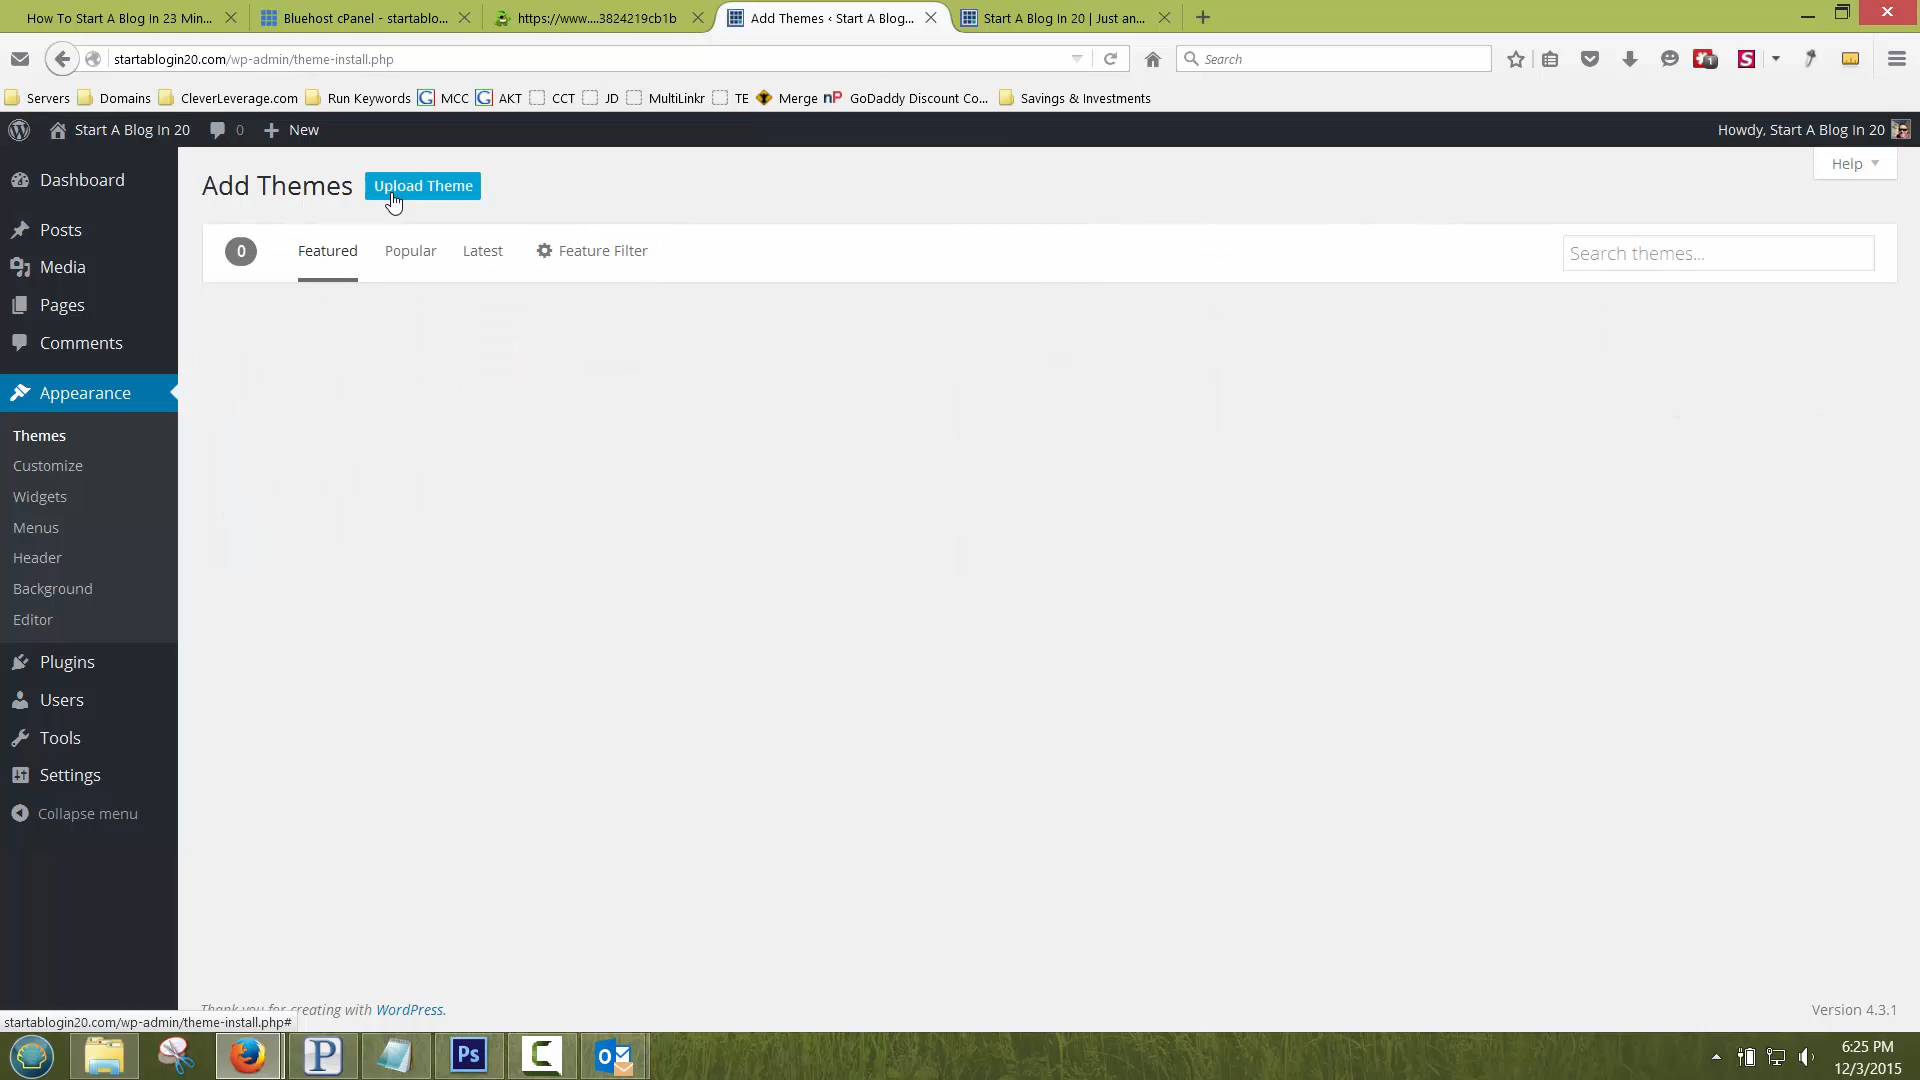 How To Start A Blog In 23 Min...
Bluehost cPanel - startablo...
https://www....3824219cb1b
Add Themes ‹ Start A Blog...
Start A Blog In 20 | Just an...
startablogin20.com/wp-admin/theme-install.php
Search
Servers
Domains
CleverLeverage.com
Run Keywords
MCC
AKT
CCT
JD
MultiLinkr
TE
Merge
nP
GoDaddy Discount Co...
Savings & Investments
Start A Blog In 20
0
New
Howdy, Start A Blog In 20
Help
Add Themes
Upload Theme
0
Featured
Popular
Latest
Feature Filter
Search themes...
Dashboard
Posts
Media
Pages
Comments
Appearance
Themes
Customize
Widgets
Menus
Header
Background
Editor
Plugins
Users
Tools
Settings
Collapse menu
Thank you for creating with WordPress.
Version 4.3.1
startablogin20.com/wp-admin/theme-install.php#
6:25 PM
12/3/2015